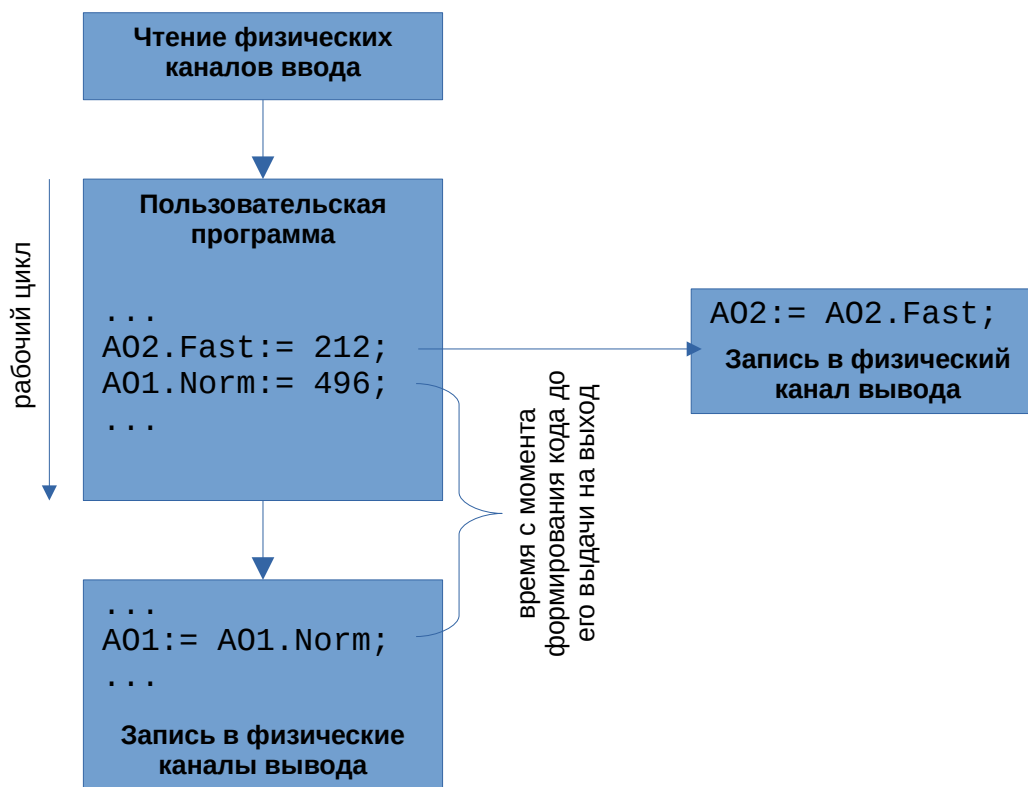 Чтение физических
каналов ввода
рабочий цикл
Пользовательская
программа
...
AO2.Fast:= 212;
AO1.Norm:= 496;
...
AO2:= AO2.Fast;
Запись в физический
канал вывода
время с момента
формирования кода до
его выдачи на выход
...
AO1:= AO1.Norm;
...
Запись в физические
каналы вывода